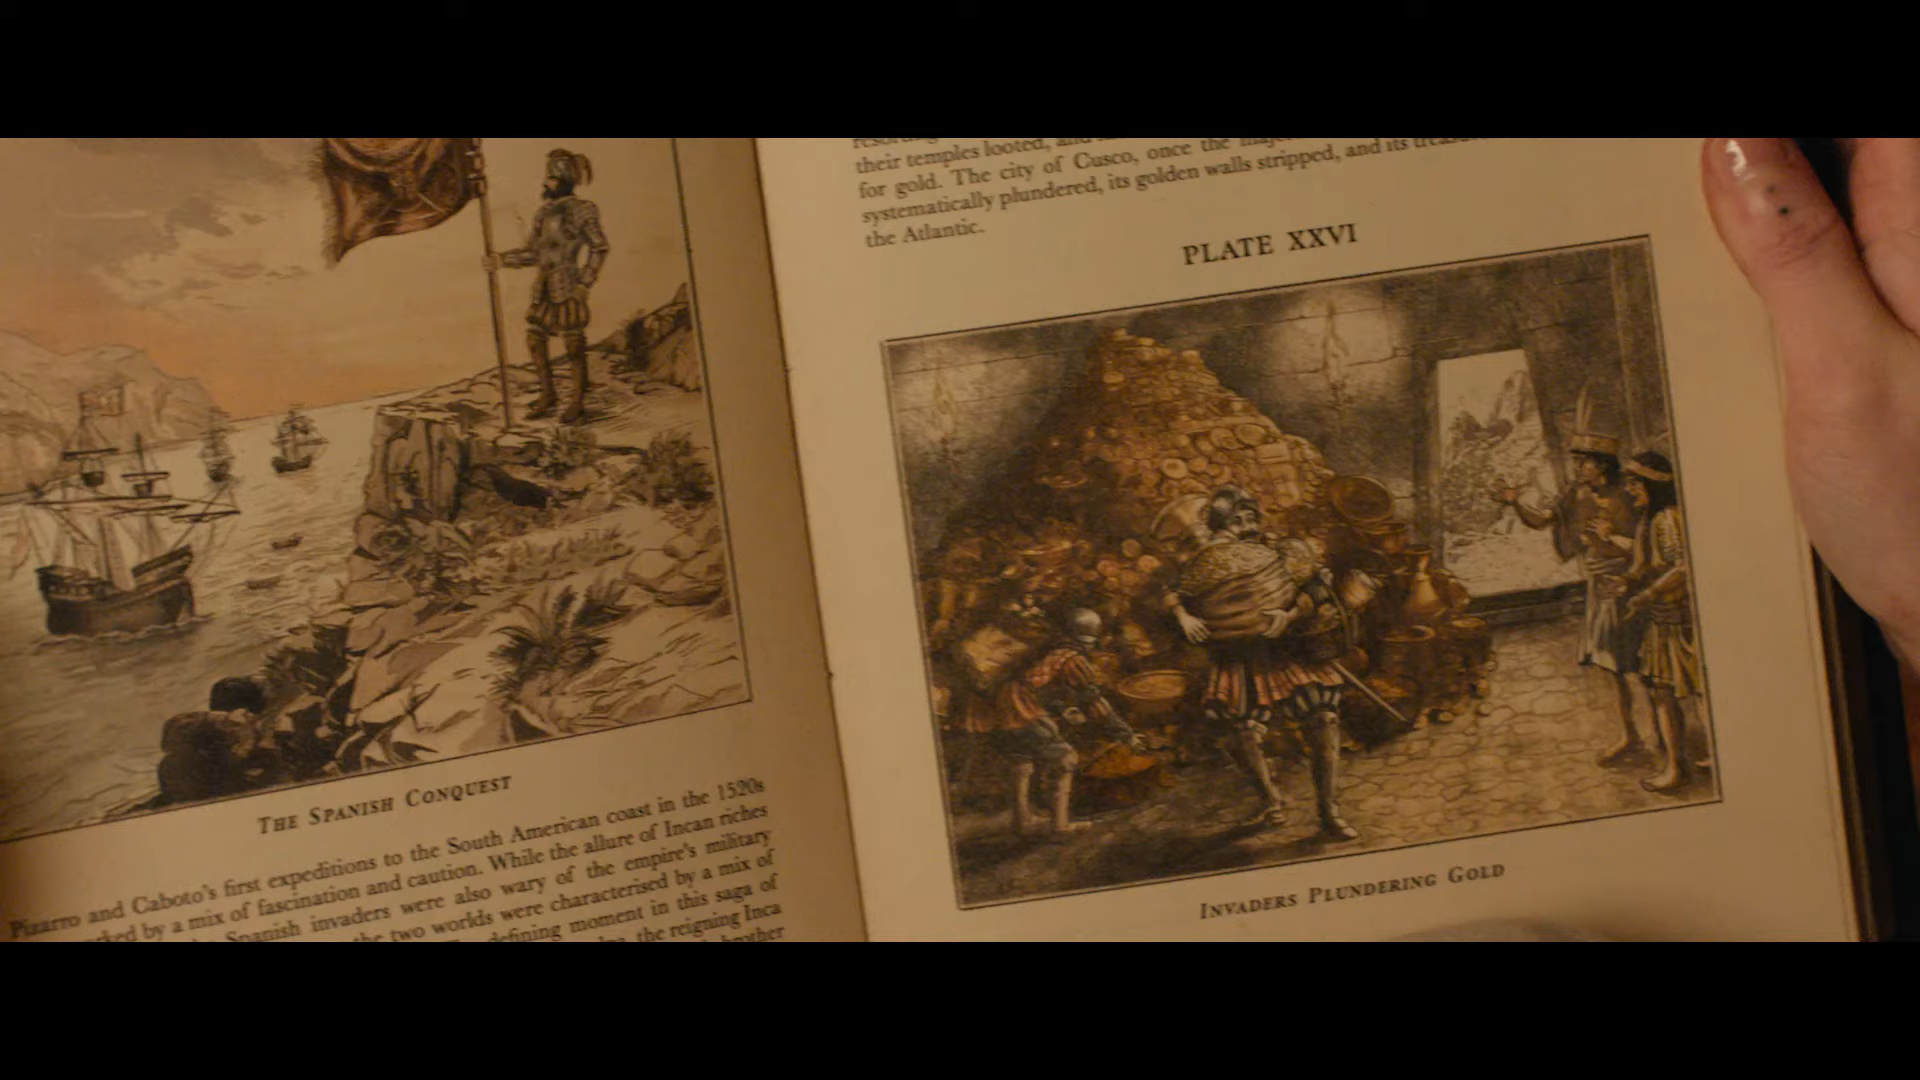 THE SPANISH CONQUEST
Pizarro and Caboto's first expeditions to the South American coast in the 1520s
by a mix of fascination and caution. While the allure of Incan riches
Spanish invaders were also wary of the empire's military
the two worlds were characterised by a mix of
defining moment in this saga of
the reigning Inca
brother
their temples looted, and
for gold. The city of Cusco, once the
systematically plundered, its golden walls stripped, and its
the Atlantic.
PLATE XXVI
INVADERS PLUNDERING GOLD